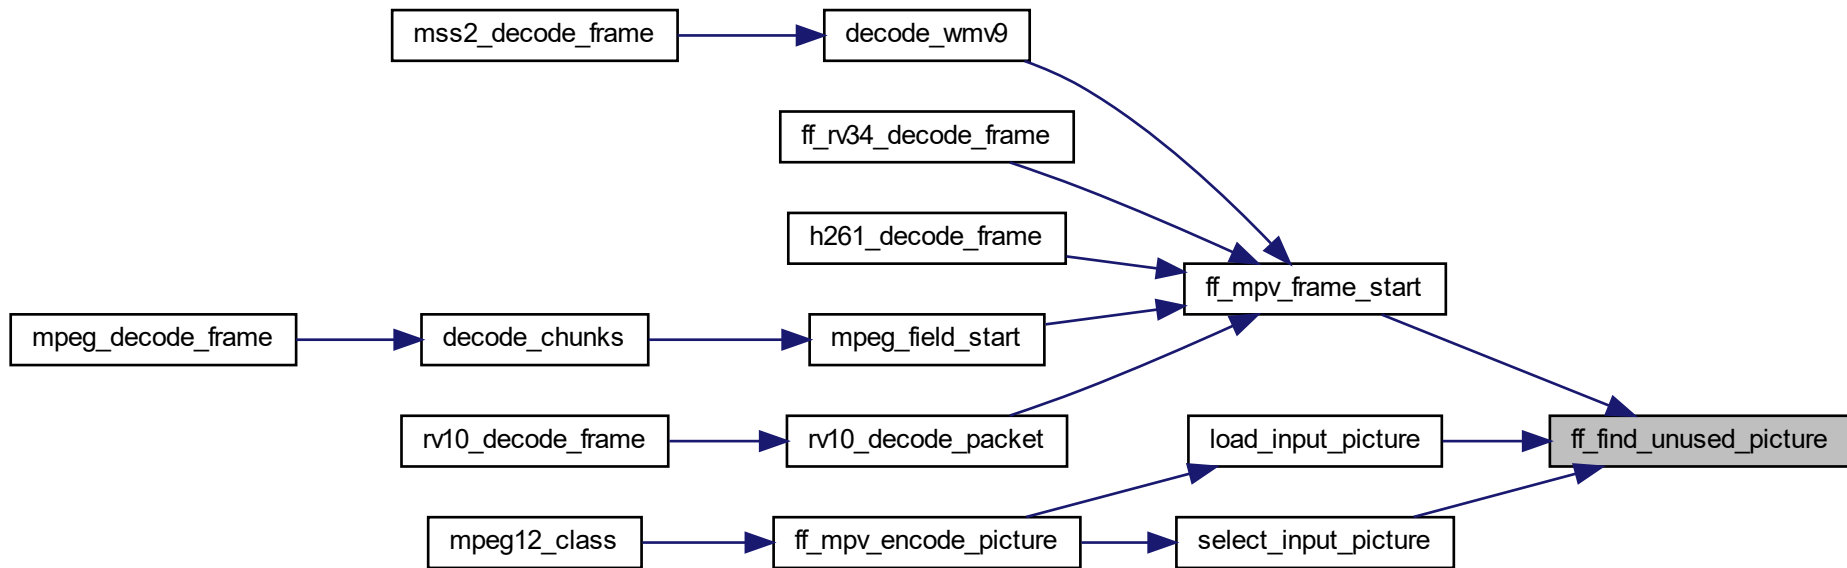 mss2_decode_frame
decode_wmv9
ff_rv34_decode_frame
h261_decode_frame
ff_mpv_frame_start
mpeg_decode_frame
decode_chunks
mpeg_field_start
rv10_decode_frame
rv10_decode_packet
load_input_picture
ff_find_unused_picture
mpeg12_class
ff_mpv_encode_picture
select_input_picture